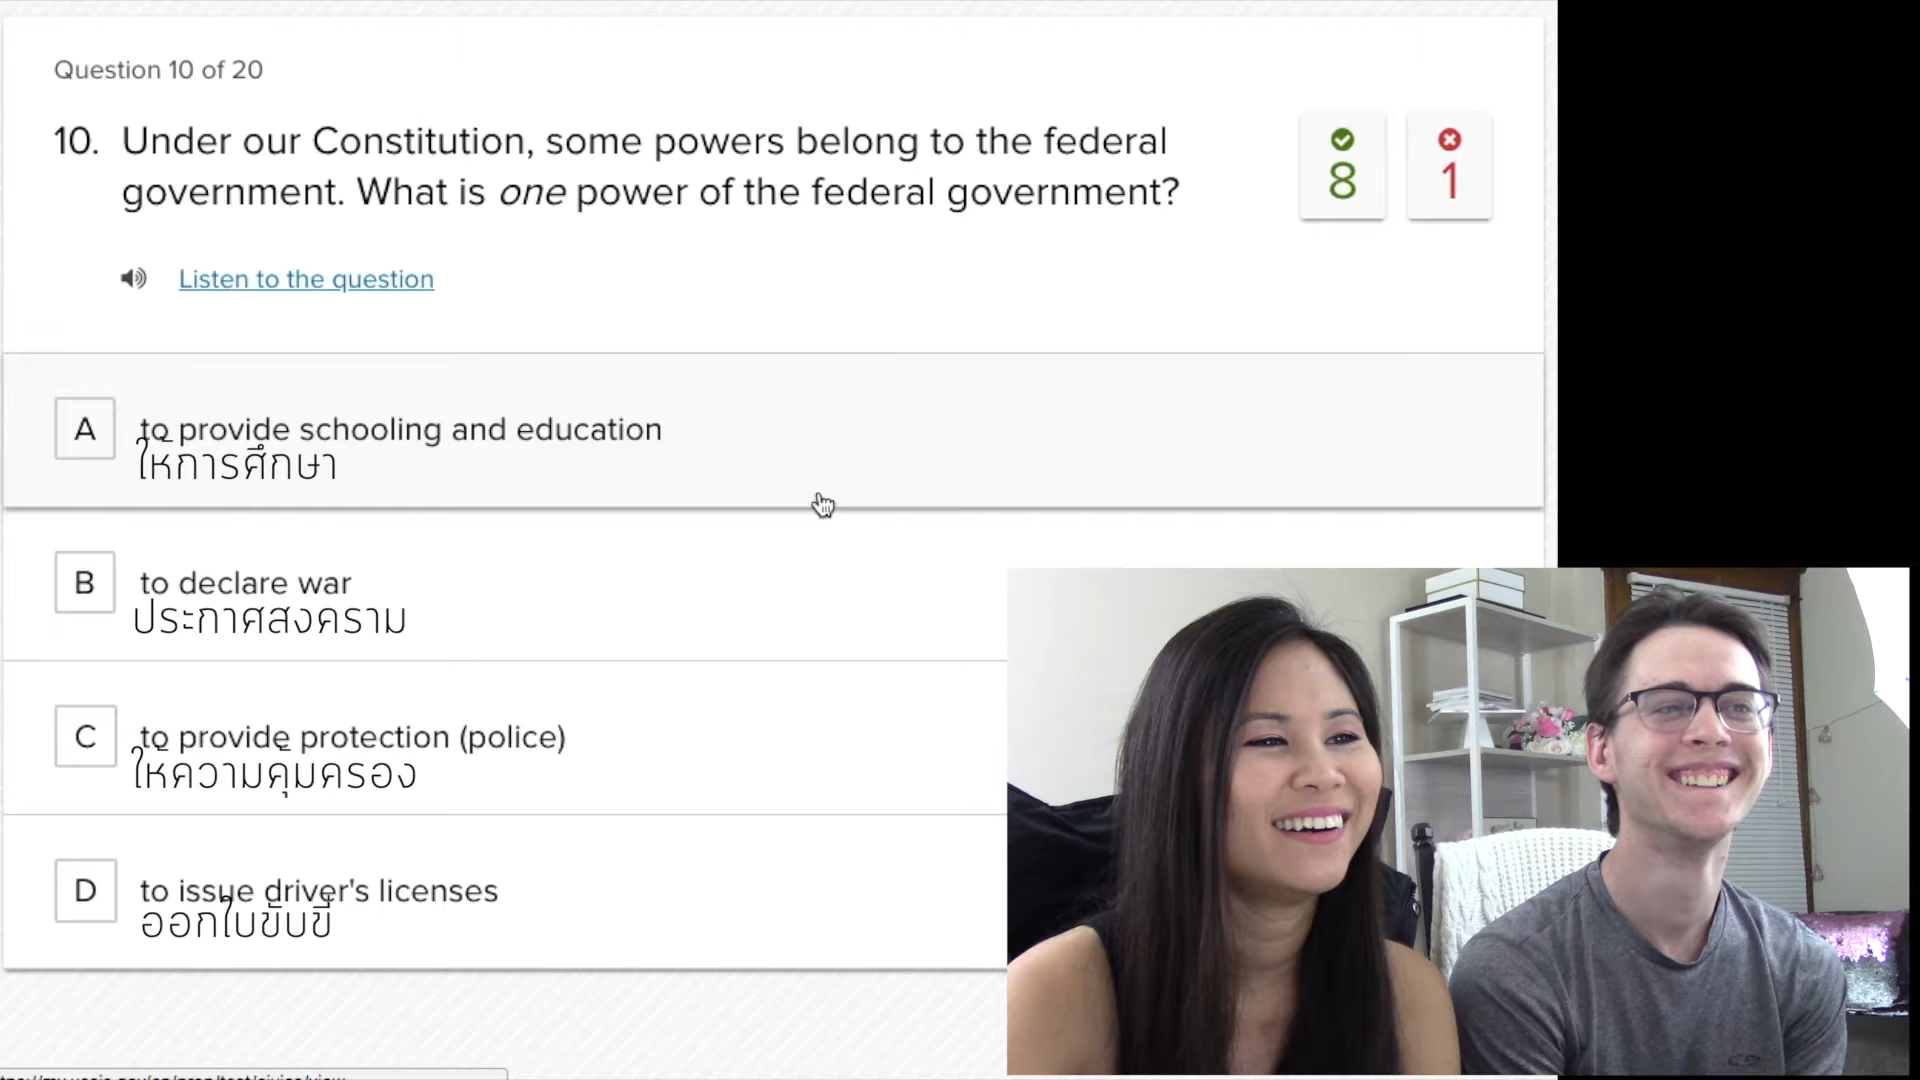 Question 10 of 20
10. Under our Constitution, some powers belong to the federal
government. What is one power of the federal government?
8
1
Listen to the question
A to provide schooling and education
ให้การศึกษา
B to declare war
ประกาศสงคราม
C to provide protection (police)
ให้ความคุ้มครอง
D to issue driver's licenses
ออกใบขับขี่